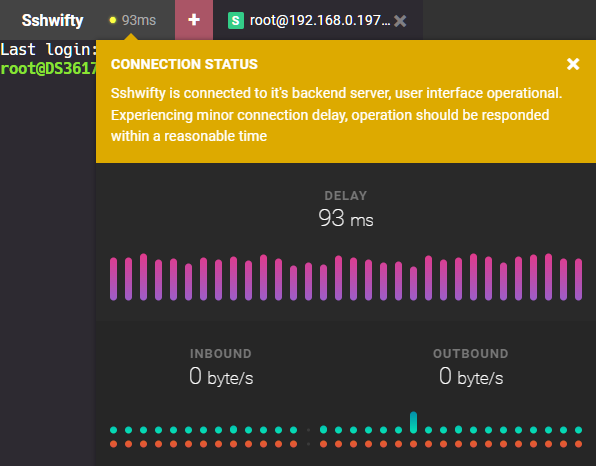 Sshwifty
93ms
+
S root@192.168.0.197...
Last login:
root@DS3617
CONNECTION STATUS
Sshwifty is connected to it's backend server, user interface operational.
Experiencing minor connection delay, operation should be responded
within a reasonable time
DELAY
93 ms
INBOUND OUTBOUND
0 byte/s 0 byte/s